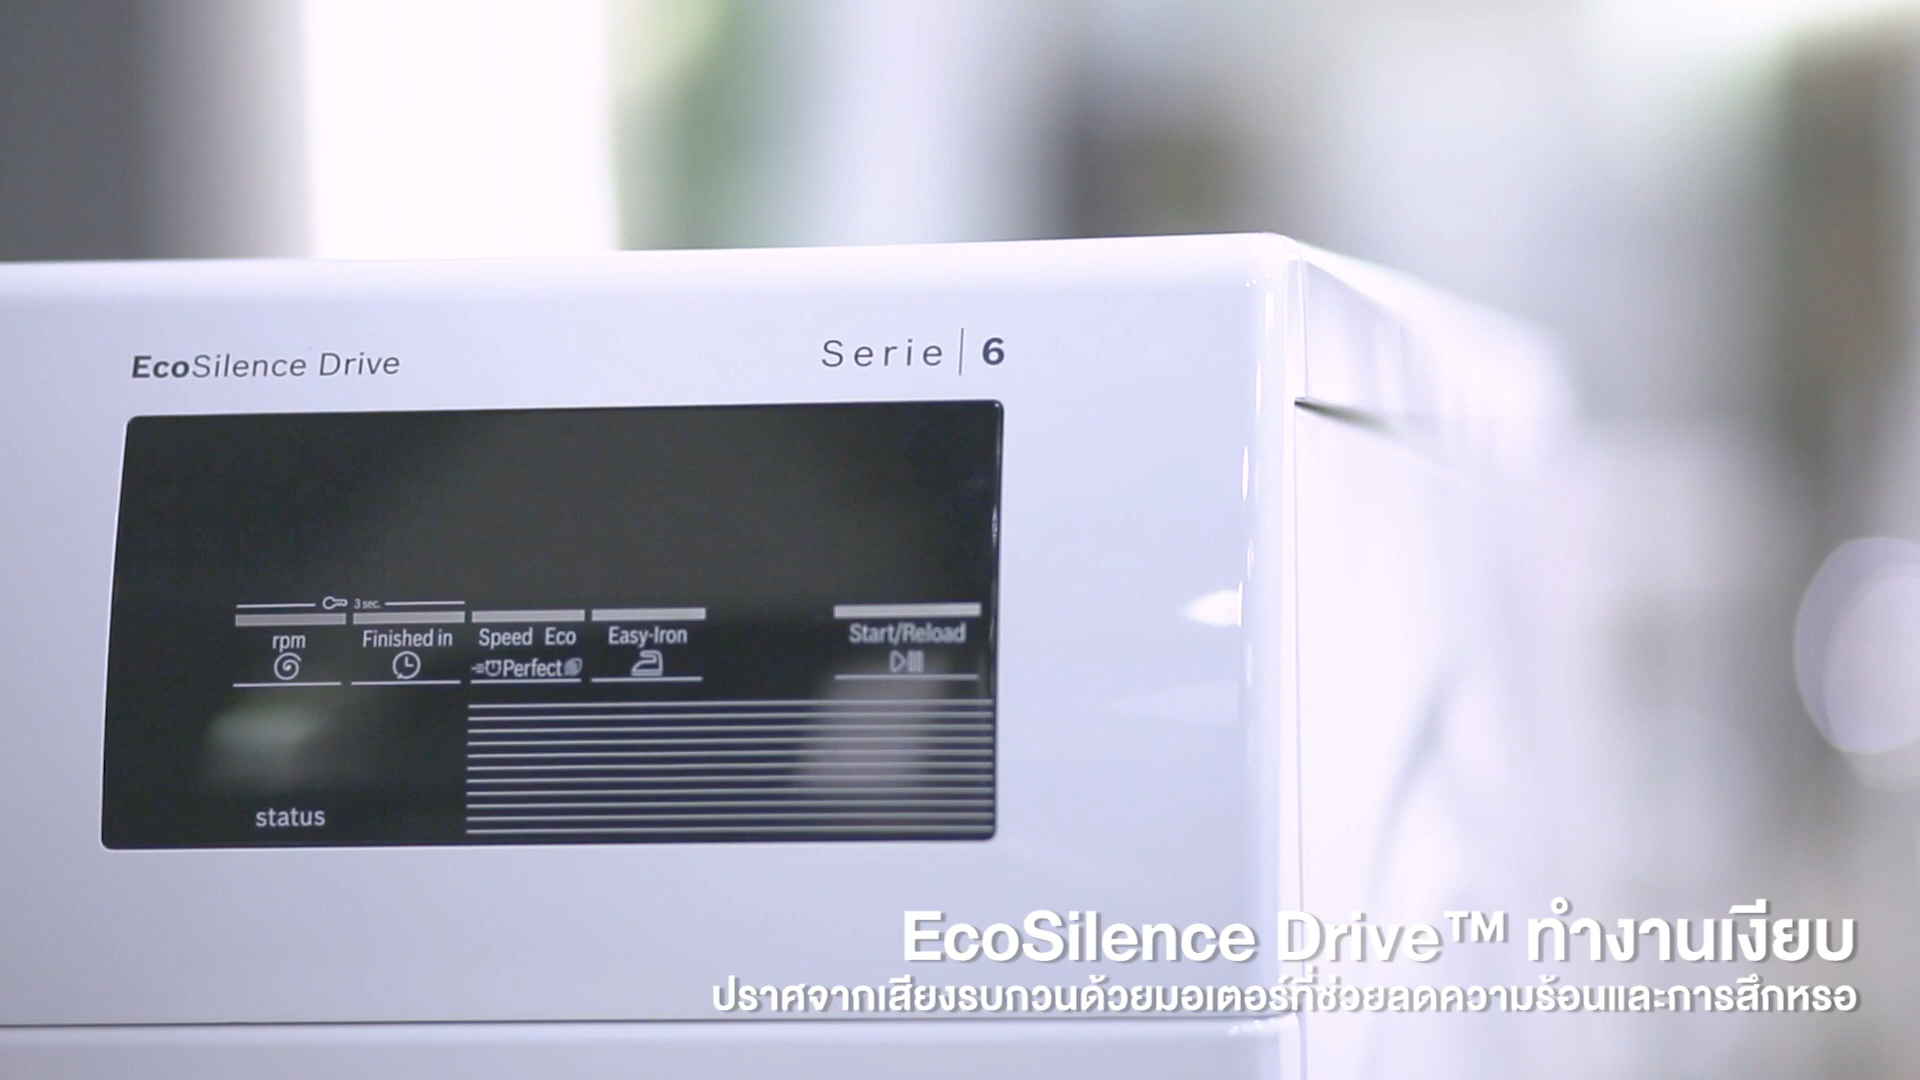 EcoSilence Drive
Serie | 6
3 sec.
rpm
Finished in
Speed Eco
Perfect
Easy-Iron
Start/Reload
status
EcoSilence Drive™ ทำงานเงียบ
ปราศจากเสียงรบกวนด้วยมอเตอร์ที่ช่วยลดความร้อนและการสึกหรอ